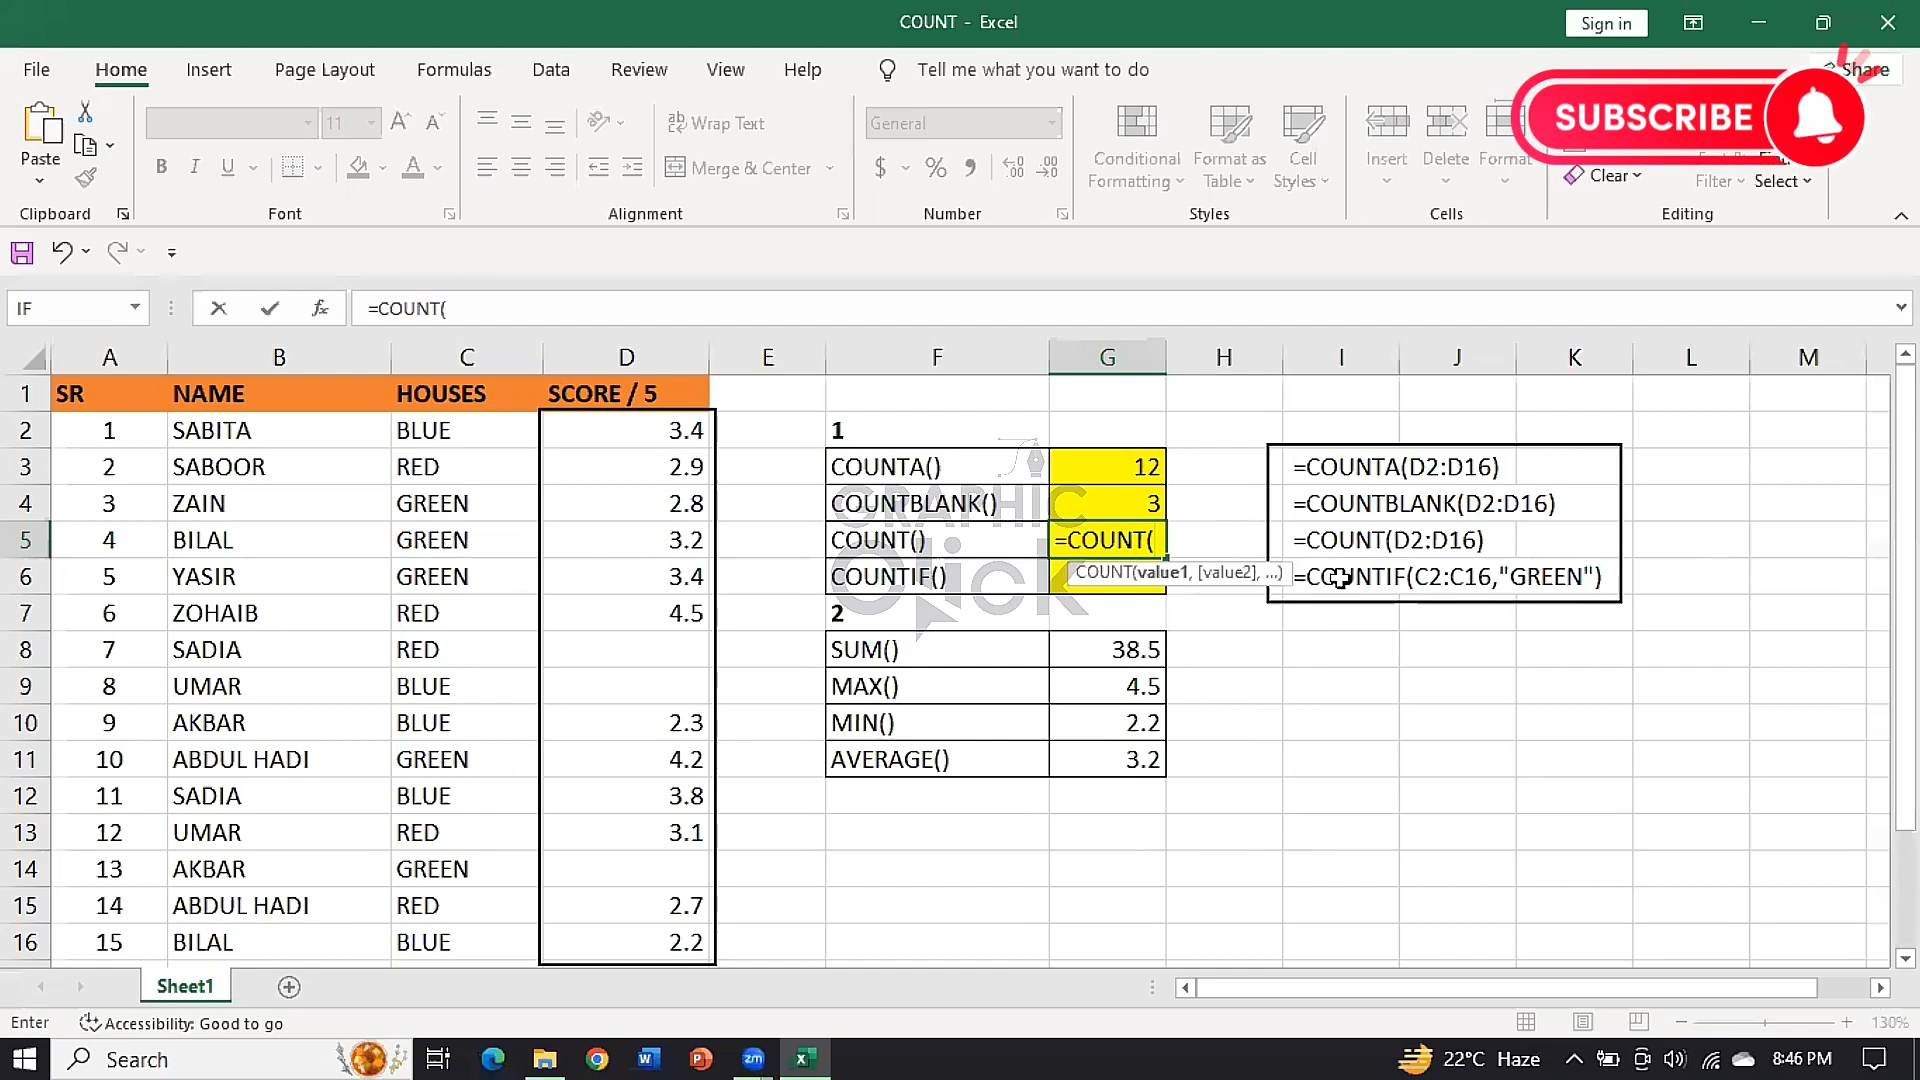 COUNT - Excel
Sign in
File Home Insert Page Layout Formulas Data Review View Help Tell me what you want to do
Share
SUBSCRIBE
Paste
11
B I U
Wrap Text
Merge & Center
General
$ %
Conditional Formatting
Format as Table
Cell Styles
Insert
Delete
Format
Clear
Filter
Select
Clipboard Font Alignment Number Styles Cells Editing
IF
fx
=COUNT(
A B C D E F G H I J K L M
1 SR NAME HOUSES SCORE / 5
2 1 SABITA BLUE 3.4 1
3 2 SABOOR RED 2.9 COUNTA() 12 =COUNTA(D2:D16)
4 3 ZAIN GREEN 2.8 COUNTBLANK() 3 =COUNTBLANK(D2:D16)
5 4 BILAL GREEN 3.2 COUNT() =COUNT( =COUNT(D2:D16)
COUNT(value1, [value2], ...)
6 5 YASIR GREEN 3.4 COUNTIF() =COUNTIF(C2:C16,"GREEN")
7 6 ZOHAIB RED 4.5 2
8 7 SADIA RED SUM() 38.5
9 8 UMAR BLUE MAX() 4.5
10 9 AKBAR BLUE 2.3 MIN() 2.2
11 10 ABDUL HADI GREEN 4.2 AVERAGE() 3.2
12 11 SADIA BLUE 3.8
13 12 UMAR RED 3.1
14 13 AKBAR GREEN
15 14 ABDUL HADI RED 2.7
16 15 BILAL BLUE 2.2
GRAPHIC
Click
Sheet1
Enter
Accessibility: Good to go
130%
Search
zm
22°C Haze
8:46 PM